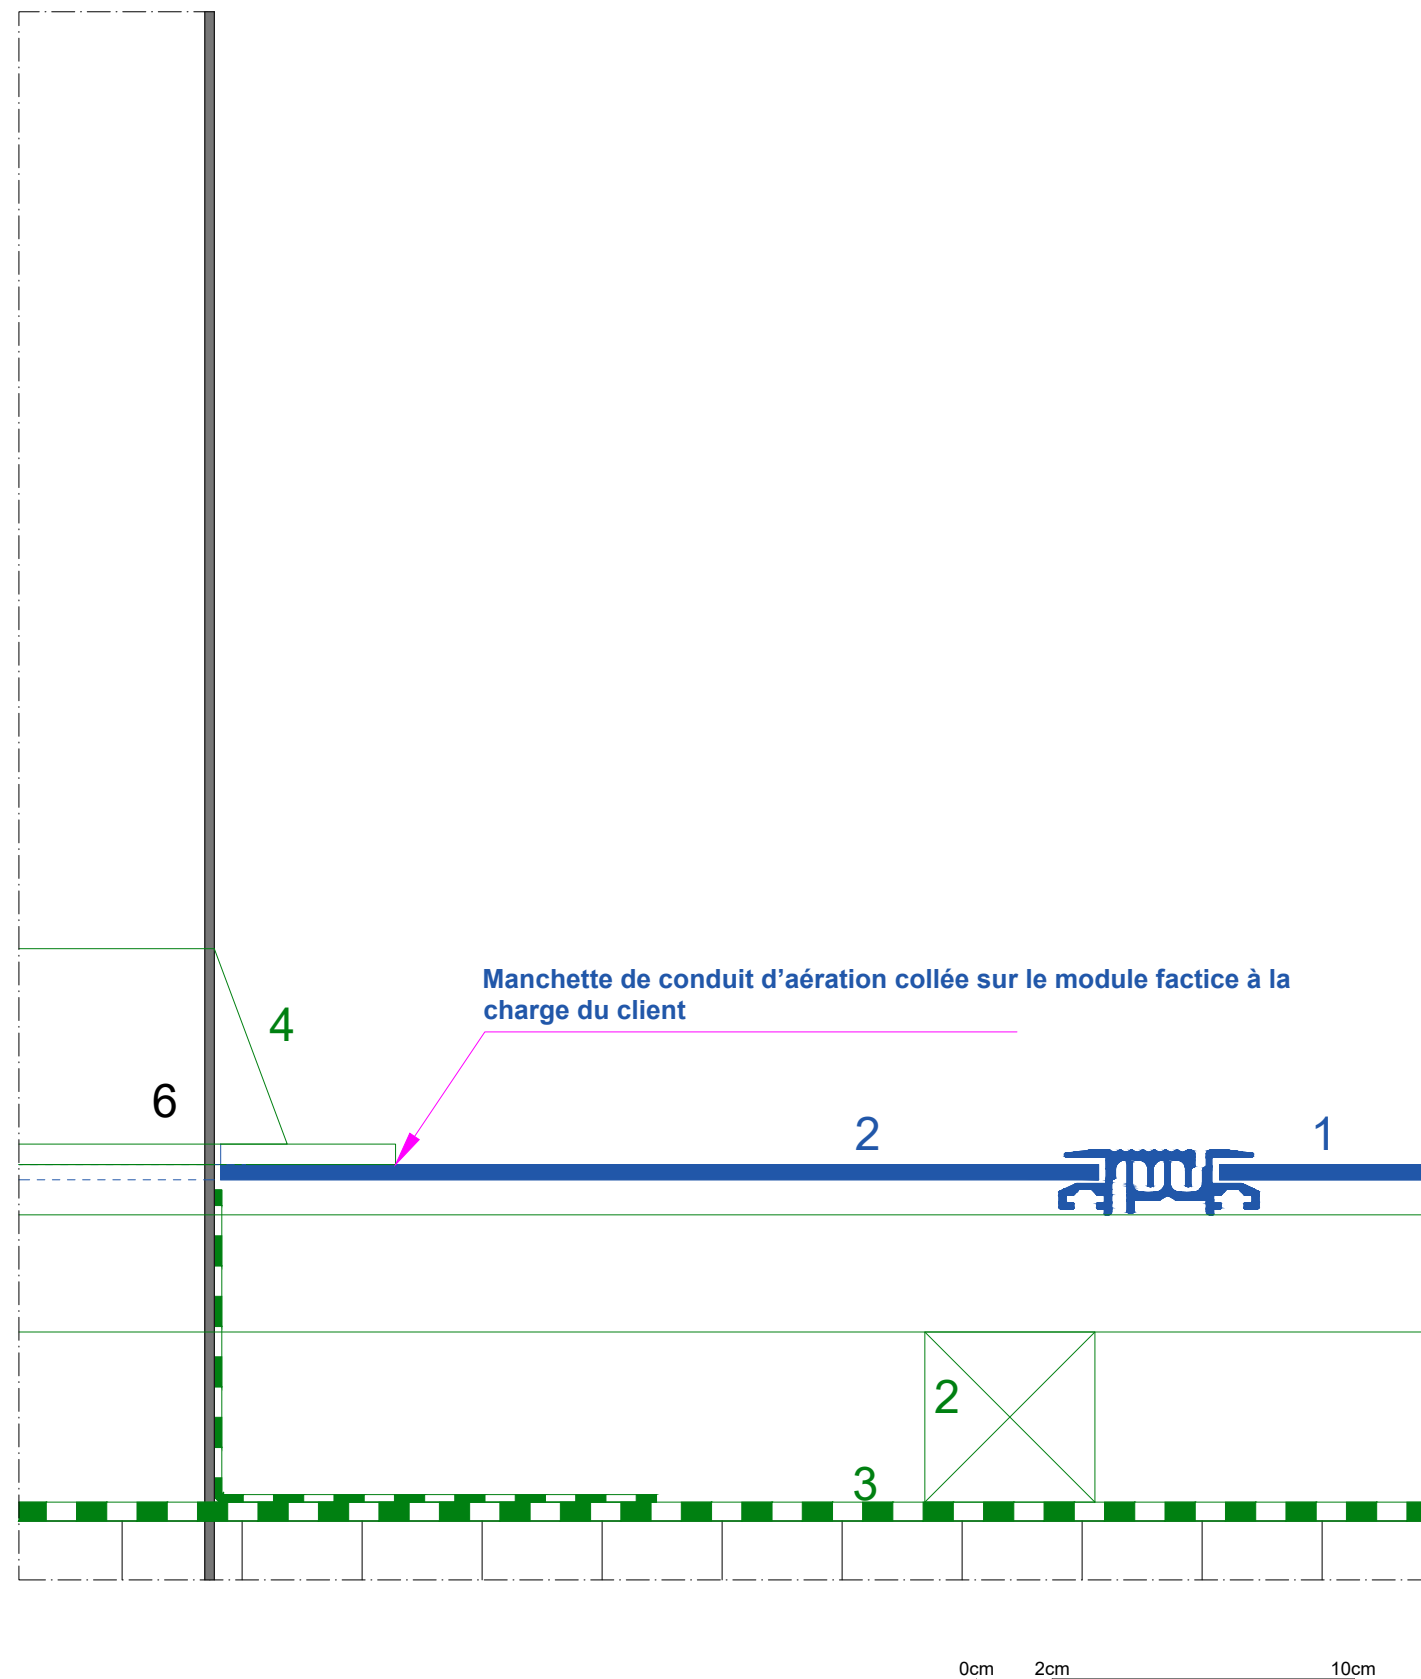 Manchette de conduit d’aération collée sur le module factice à la
charge du client
4
6
2
1
2
3
0cm 2cm 10cm